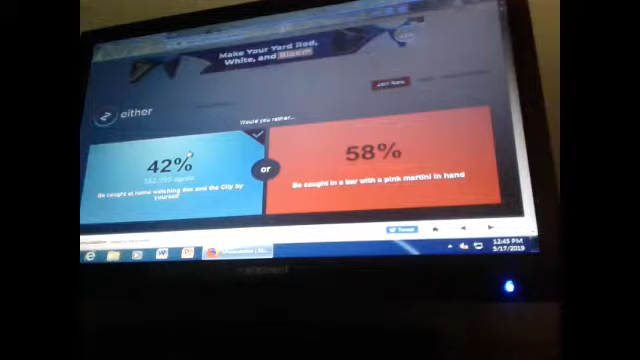 Make Your Yard Red,
White, and Bloom
either
Would you rather...
42%
Be caught at home watching Sex and the City by
yourself
or
58%
Be caught in a bar with a pink martini in hand
Tweet
12:45 PM
5/17/2019